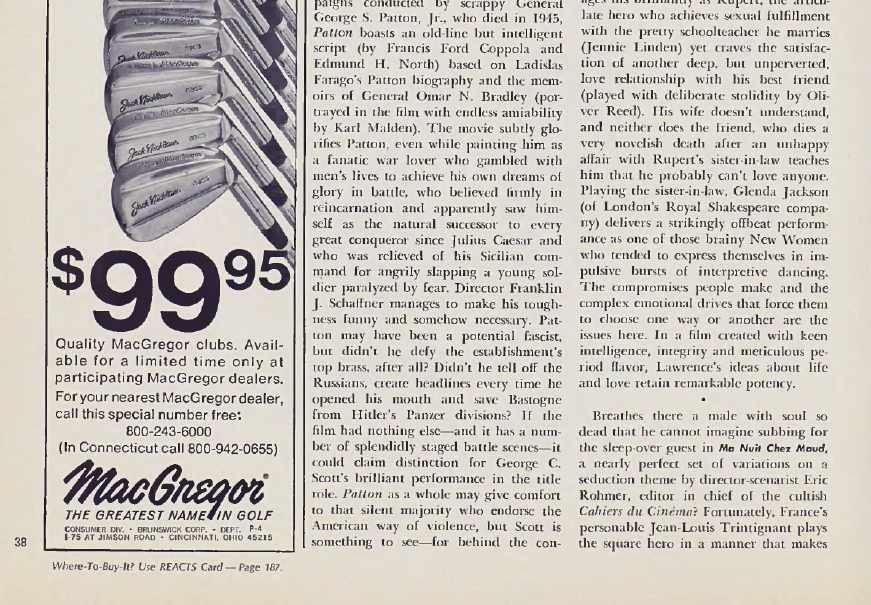 Jack Nicklaus
Jack Nicklaus
Jack Nicklaus
Jack Nicklaus
$99 95
Quality MacGregor clubs. Avail-
able for a limited time only at
participating MacGregor dealers.
For your nearest MacGregor dealer,
call this special number free:
800-243-6000
(In Connecticut call 800-942-0655)
MacGregor®
THE GREATEST NAME IN GOLF
CONSUMER DIV. • BRUNSWICK CORP. • DEPT. P-4
I-75 AT JIMSON ROAD • CINCINNATI, OHIO 45215
38
Where-To-Buy-It? Use REACTS Card — Page 187.
paigns conducted by scrappy General
George S. Patton, Jr., who died in 1945,
Patton boasts an old-line but intelligent
script (by Francis Ford Coppola and
Edmund H. North) based on Ladislas
Farago's Patton biography and the mem-
oirs of General Omar N. Bradley (por-
trayed in the film with endless amiability
by Karl Malden). The movie subtly glo-
rifies Patton, even while painting him as
a fanatic war lover who gambled with
men's lives to achieve his own dreams of
glory in battle, who believed firmly in
reincarnation and apparently saw him-
self as the natural successor to every
great conqueror since Julius Caesar and
who was relieved of his Sicilian com-
mand for angrily slapping a young sol-
dier paralyzed by fear. Director Franklin
J. Schaffner manages to make his tough-
ness funny and somehow necessary. Pat-
ton may have been a potential fascist,
but didn't he defy the establishment's
top brass, after all? Didn't he tell off the
Russians, create headlines every time he
opened his mouth and save Bastogne
from Hitler's Panzer divisions? If the
film had nothing else—and it has a num-
ber of splendidly staged battle scenes—it
could claim distinction for George C.
Scott's brilliant performance in the title
role. Patton as a whole may give comfort
to that silent majority who endorse the
American way of violence, but Scott is
something to see—for behind the con-
ages his brilliantly as Rupert, the articu-
late hero who achieves sexual fulfillment
with the pretty schoolteacher he marries
(Jennie Linden) yet craves the satisfac-
tion of another deep, but unperverted,
love relationship with his best friend
(played with deliberate stolidity by Oli-
ver Reed). His wife doesn't understand,
and neither does the friend, who dies a
very novelish death after an unhappy
affair with Rupert's sister-in-law teaches
him that he probably can't love anyone.
Playing the sister-in-law, Glenda Jackson
(of London's Royal Shakespeare compa-
ny) delivers a strikingly offbeat perform-
ance as one of those brainy New Women
who tended to express themselves in im-
pulsive bursts of interpretive dancing.
The compromises people make and the
complex emotional drives that force them
to choose one way or another are the
issues here. In a film created with keen
intelligence, integrity and meticulous pe-
riod flavor, Lawrence's ideas about life
and love retain remarkable potency.
•
Breathes there a male with soul so
dead that he cannot imagine subbing for
the sleep-over guest in Ma Nuit Chez Maud,
a nearly perfect set of variations on a
seduction theme by director-scenarist Eric
Rohmer, editor in chief of the cultish
Cahiers du Cinéma? Fortunately, France's
personable Jean-Louis Trintignant plays
the square hero in a manner that makes